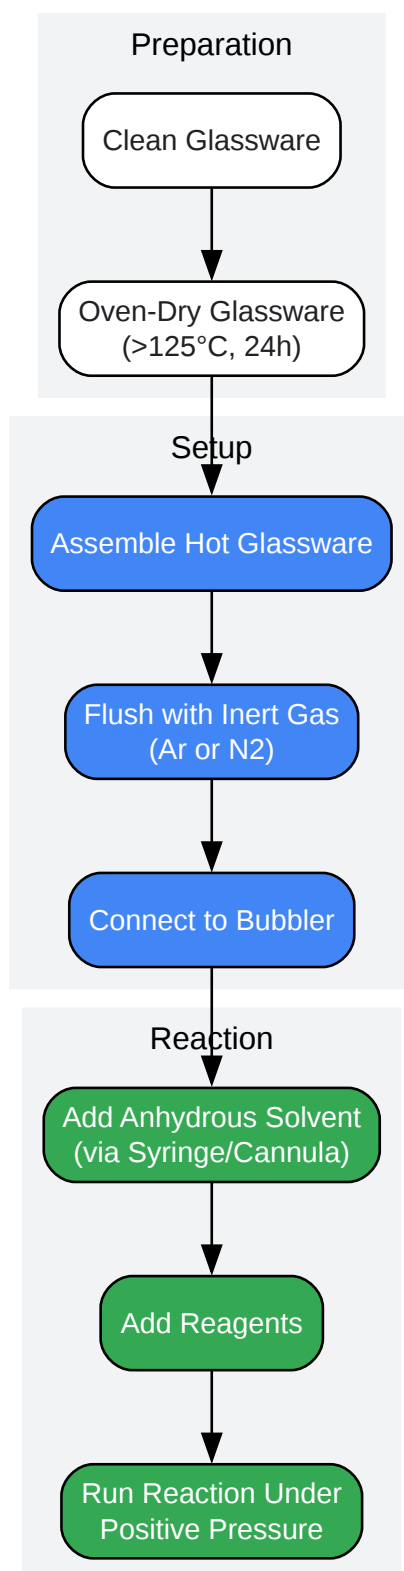 Preparation
Clean Glassware
Oven-Dry Glassware
(>125°C, 24h)
Setup
Assemble Hot Glassware
Flush with Inert Gas
(Ar or N2)
Connect to Bubbler
Reaction
Add Anhydrous Solvent
(via Syringe/Cannula)
Add Reagents
Run Reaction Under
Positive Pressure